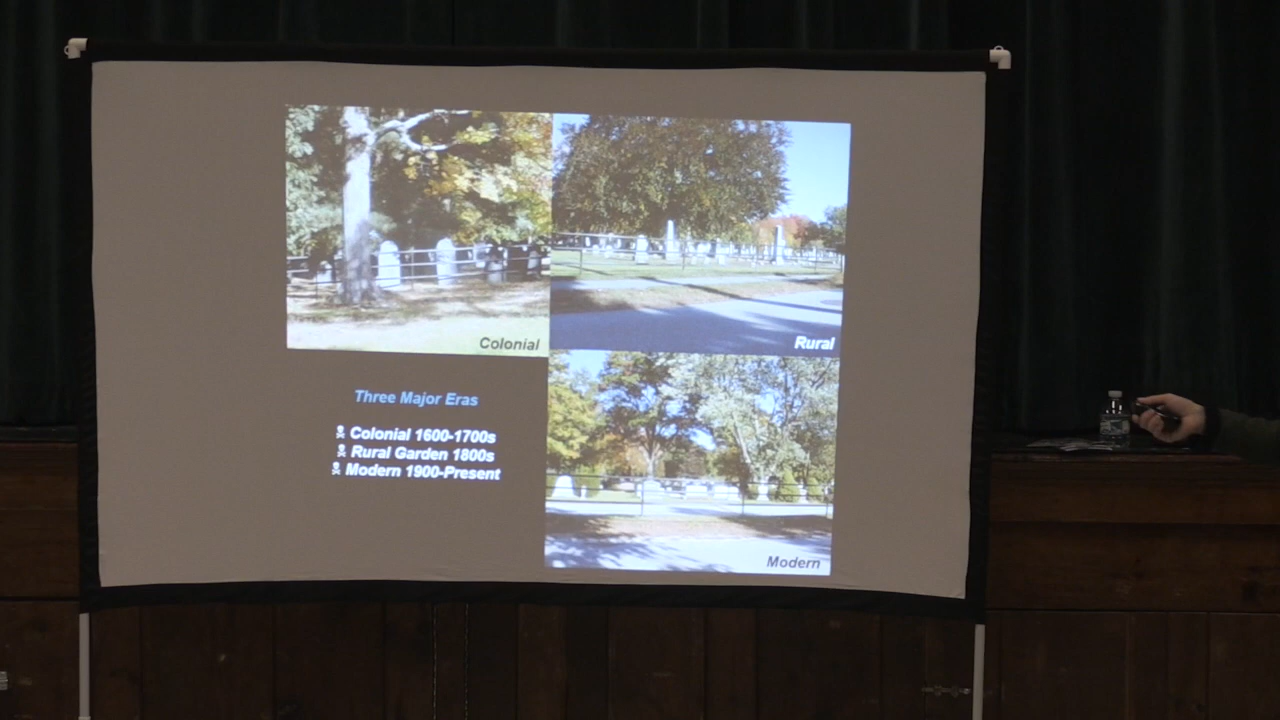 Colonial
Rural
Three Major Eras
☠ Colonial 1600-1700s
☠ Rural Garden 1800s
☠ Modern 1900-Present
Modern